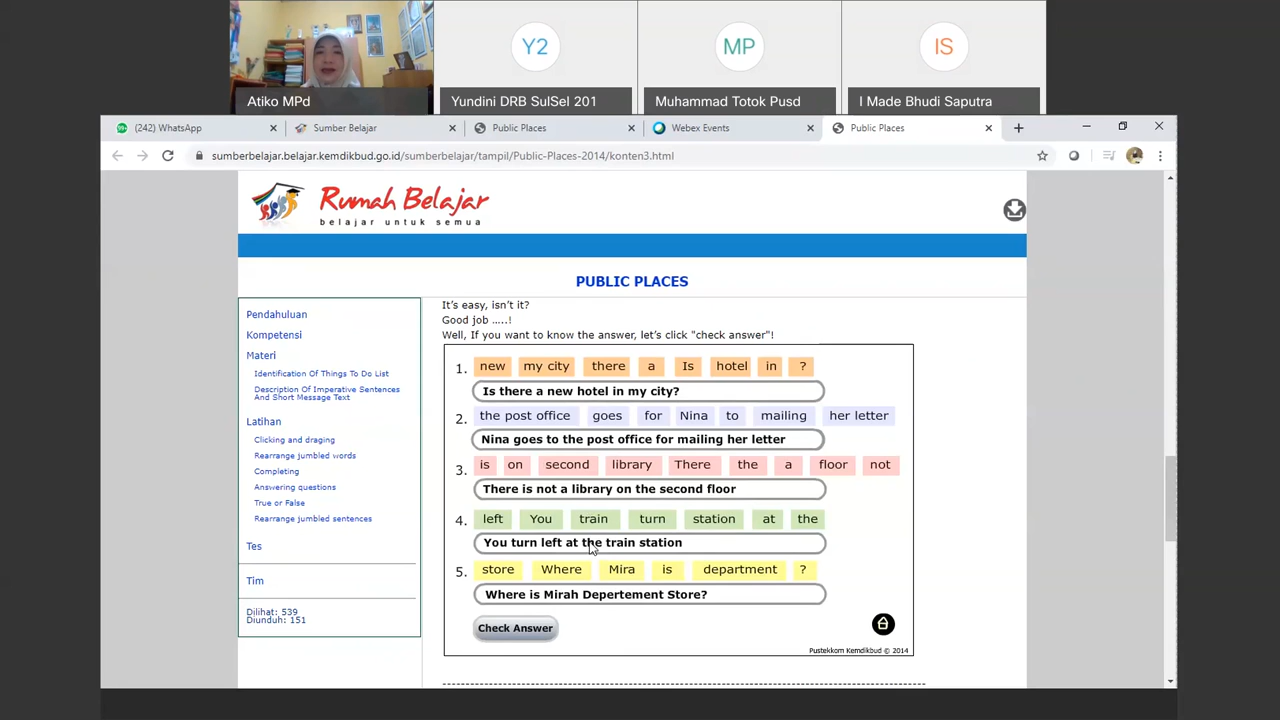 Y2
MP
IS
Atiko MPd
Yundini DRB SulSel 201
Muhammad Totok Pusd
I Made Bhudi Saputra
(242) WhatsApp
Sumber Belajar
Public Places
Webex Events
Public Places
sumberbelajar.belajar.kemdikbud.go.id/sumberbelajar/tampil/Public-Places-2014/konten3.html
Rumah Belajar
belajar untuk semua
PUBLIC PLACES
Pendahuluan
Kompetensi
Materi
Identification Of Things To Do List
Description Of Imperative Sentences
And Short Message Text
Latihan
Clicking and draging
Rearrange jumbled words
Completing
Answering questions
True or False
Rearrange jumbled sentences
Tes
Tim
Dilihat: 539
Diunduh: 151
It's easy, isn't it?
Good job .....!
Well, If you want to know the answer, let's click "check answer"!
1. new my city there a Is hotel in ?
Is there a new hotel in my city?
2. the post office goes for Nina to mailing her letter
Nina goes to the post office for mailing her letter
3. is on second library There the a floor not
There is not a library on the second floor
4. left You train turn station at the
You turn left at the train station
5. store Where Mira is department ?
Where is Mirah Depertement Store?
Check Answer
Pustekkom Kemdikbud © 2014